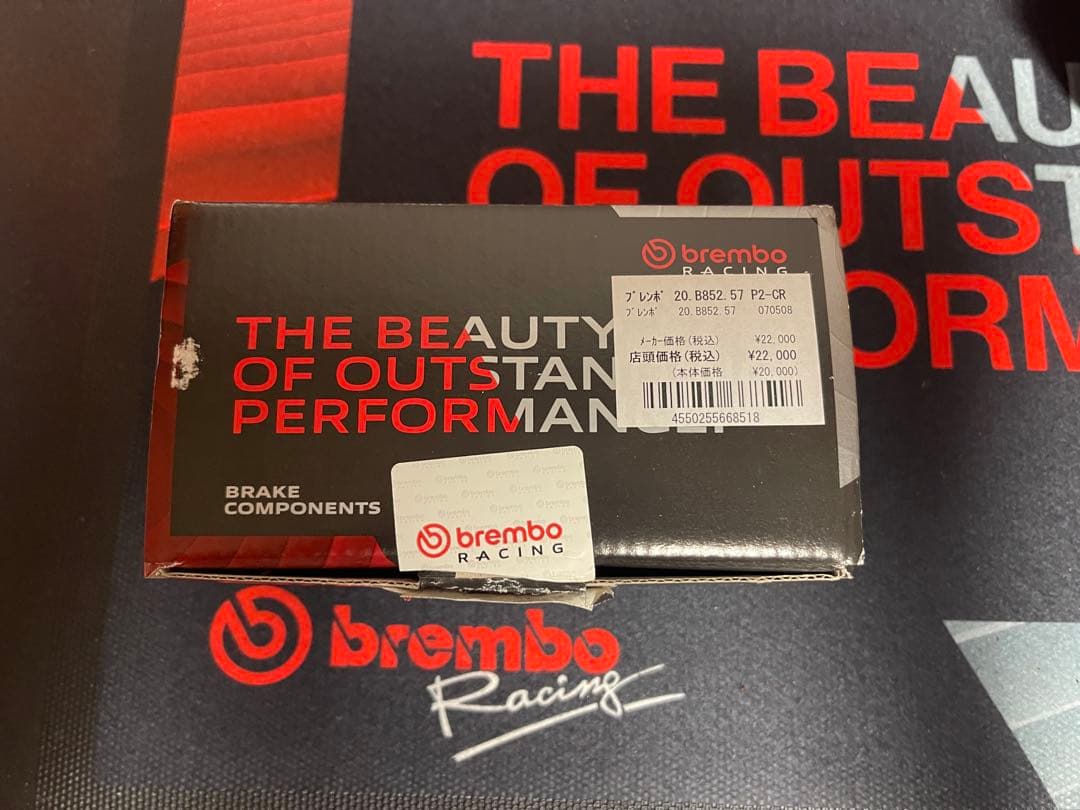 THE BEAU
OF OUTST
PERFORM
brembo
RACING
ﾌﾞﾚﾝﾎﾞ 20.B852.57 P2-CR
ﾌﾞﾚﾝﾎﾞ 20.B852.57 070508
ﾒｰｶｰ価格(税込) ¥22,000
店頭価格(税込) ¥22,000
(本体価格 ¥20,000)
4550255668518
THE BEAUTY
OF OUTSTAN
PERFORMANCE.
BRAKE
COMPONENTS
brembo
RACING
brembo
Racing